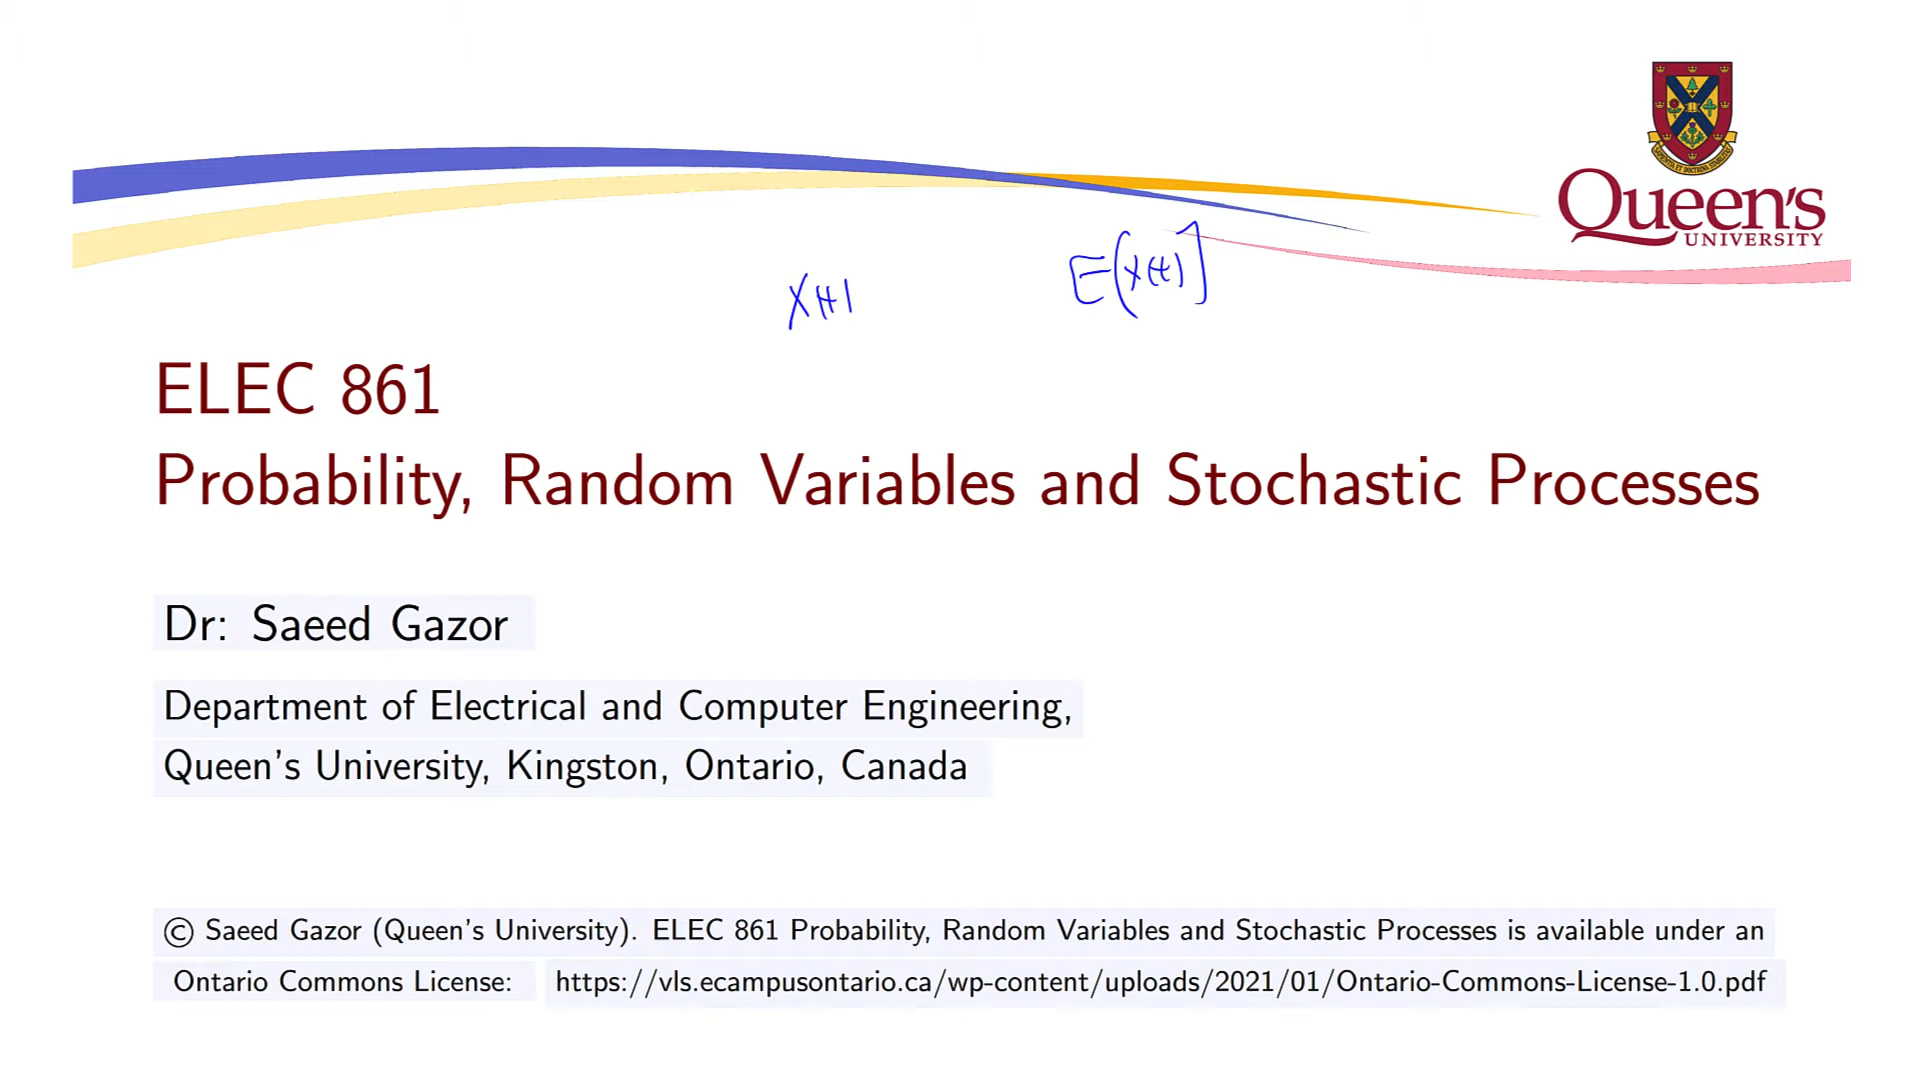 Queen's
UNIVERSITY
X(t) E[X(t)]
ELEC 861
Probability, Random Variables and Stochastic Processes
Dr: Saeed Gazor
Department of Electrical and Computer Engineering,
Queen's University, Kingston, Ontario, Canada
© Saeed Gazor (Queen's University). ELEC 861 Probability, Random Variables and Stochastic Processes is available under an
Ontario Commons License: https://vls.ecampusontario.ca/wp-content/uploads/2021/01/Ontario-Commons-License-1.0.pdf